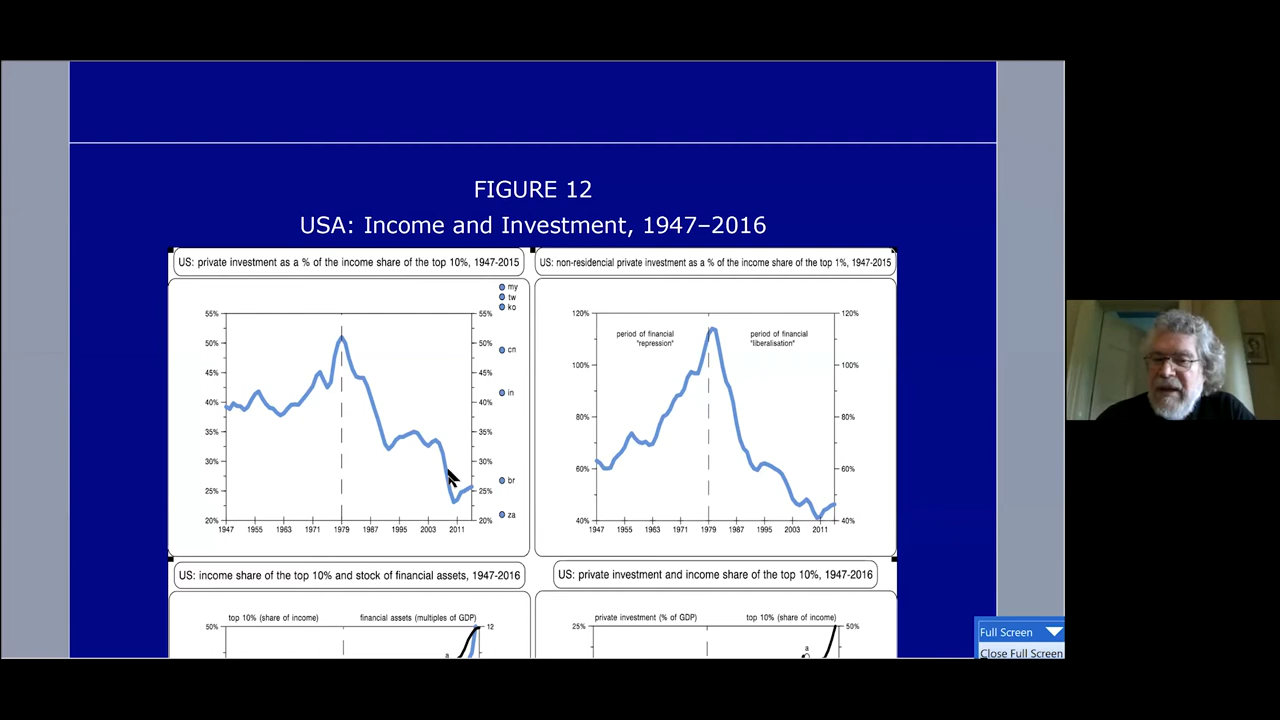 FIGURE 12
USA: Income and Investment, 1947–2016
US: private investment as a % of the income share of the top 10%, 1947-2015
my
tw
ko
cn
in
br
za
55%
50%
45%
40%
35%
30%
25%
20%
55%
50%
45%
40%
35%
30%
25%
20%
1947 1955 1963 1971 1979 1987 1995 2003 2011
US: non-residencial private investment as a % of the income share of the top 1%, 1947-2015
period of financial
"repression"
period of financial
"liberalisation"
120%
100%
80%
60%
40%
120%
100%
80%
60%
40%
1947 1955 1963 1971 1979 1987 1995 2003 2011
US: income share of the top 10% and stock of financial assets, 1947-2016
top 10% (share of income) financial assets (multiples of GDP)
50% 12
a
US: private investment and income share of the top 10%, 1947-2016
private investment (% of GDP) top 10% (share of income)
25% 50%
a
Full Screen
Close Full Screen